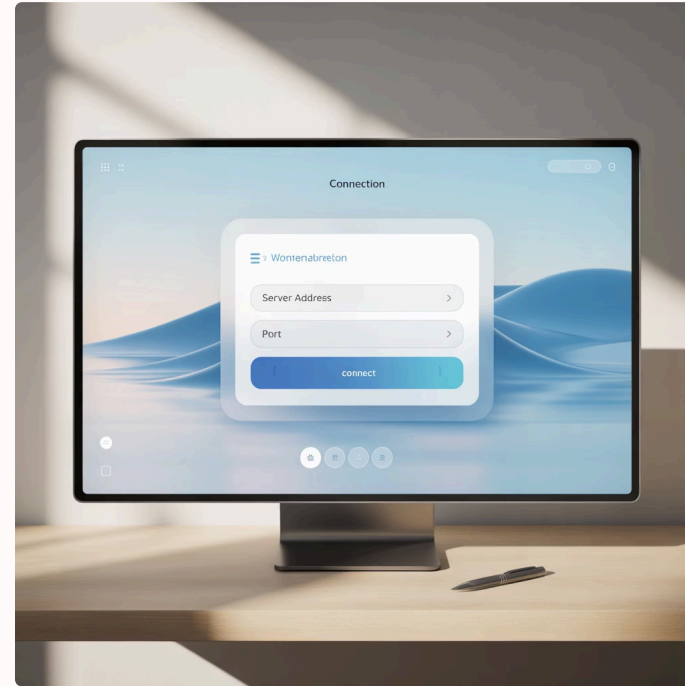 Connection
Wontenabreeton
Server Address
Port
connect